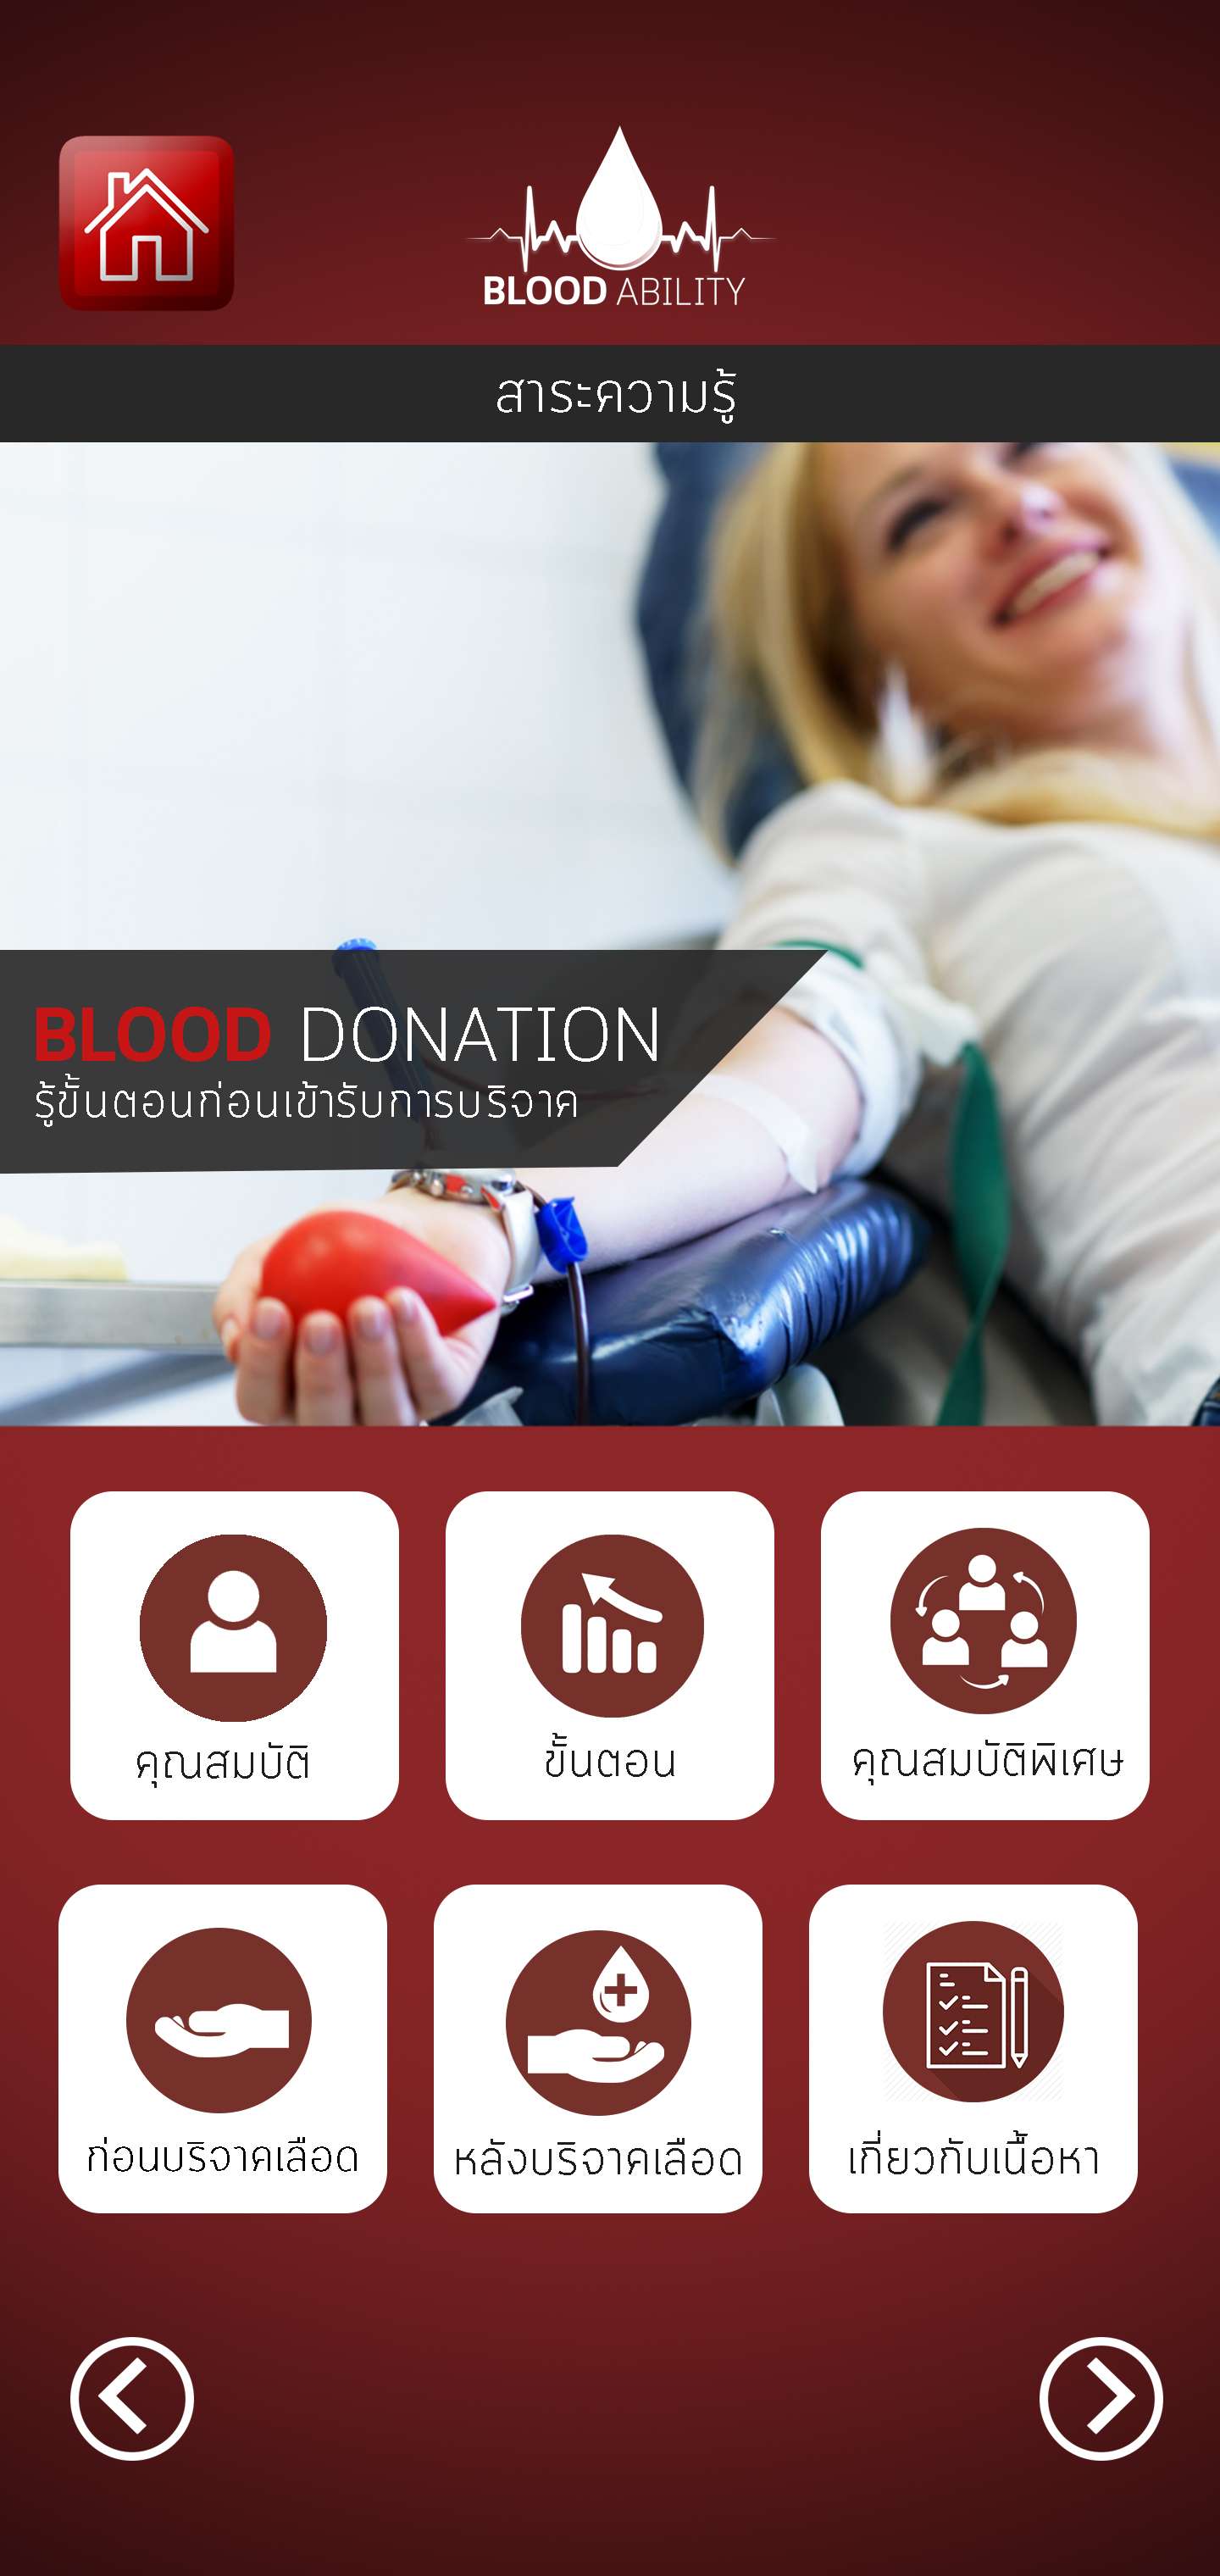 BLOOD ABILITY
สาระความรู้
BLOOD DONATION
รู้ขั้นตอนก่อนเข้ารับการบริจาค
คุณสมบัติ
ขั้นตอน
คุณสมบัติพิเศษ
ก่อนบริจาคเลือด
หลังบริจาคเลือด
เกี่ยวกับเนื้อหา